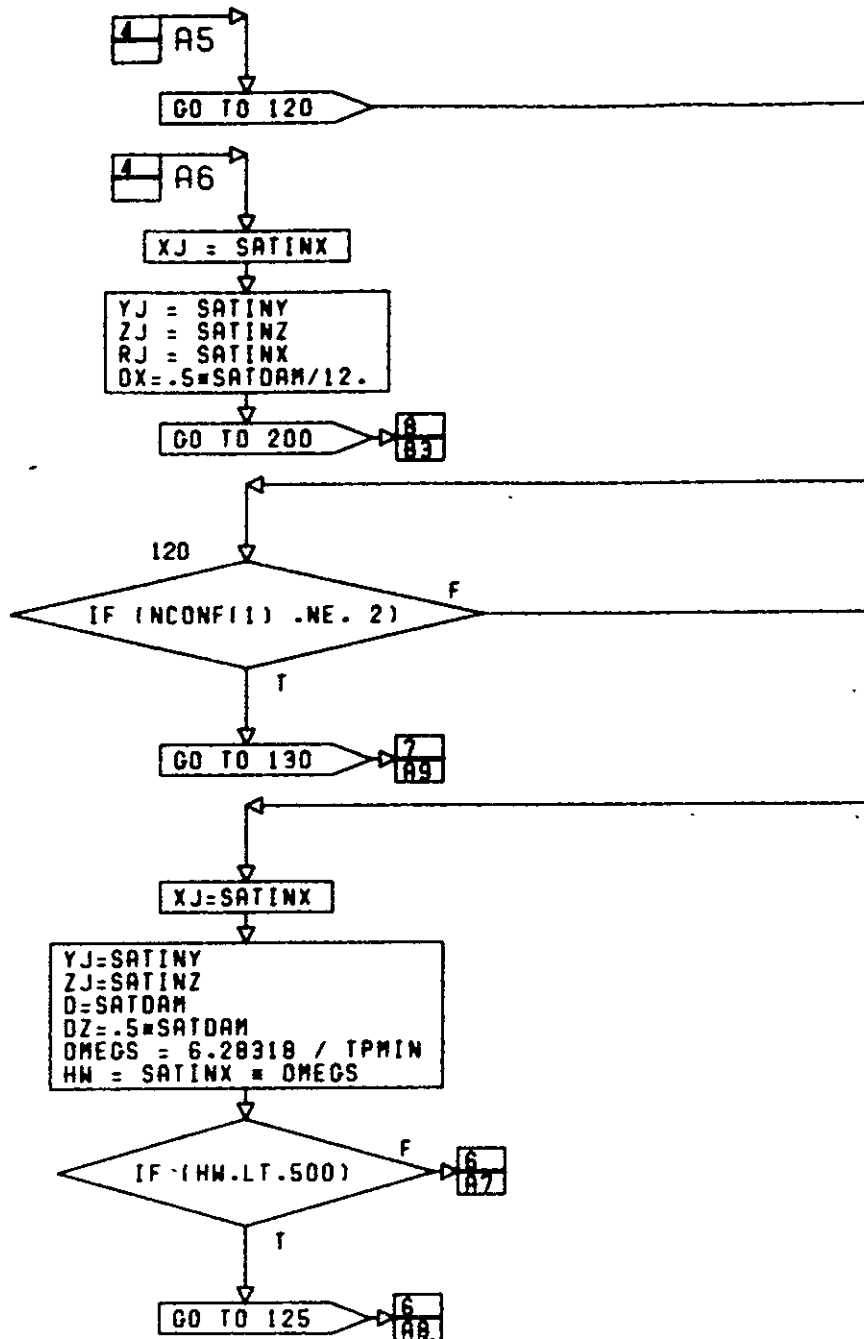 4
A5
GO TO 120
4
A6
XJ = SATINX
YJ = SATINY
ZJ = SATINZ
RJ = SATINX
DX=.5*SATDAM/12.
GO TO 200
8
B3
120
IF (NCONF(1) .NE. 2)
F
T
GO TO 130
7
A9
XJ=SATINX
YJ=SATINY
ZJ=SATINZ
D=SATDAM
DZ=.5*SATDAM
OMEGS = 6.28318 / TPMIN
HW = SATINX * OMEGS
IF (HW.LT.500)
F
6
A7
T
GO TO 125
6
A8